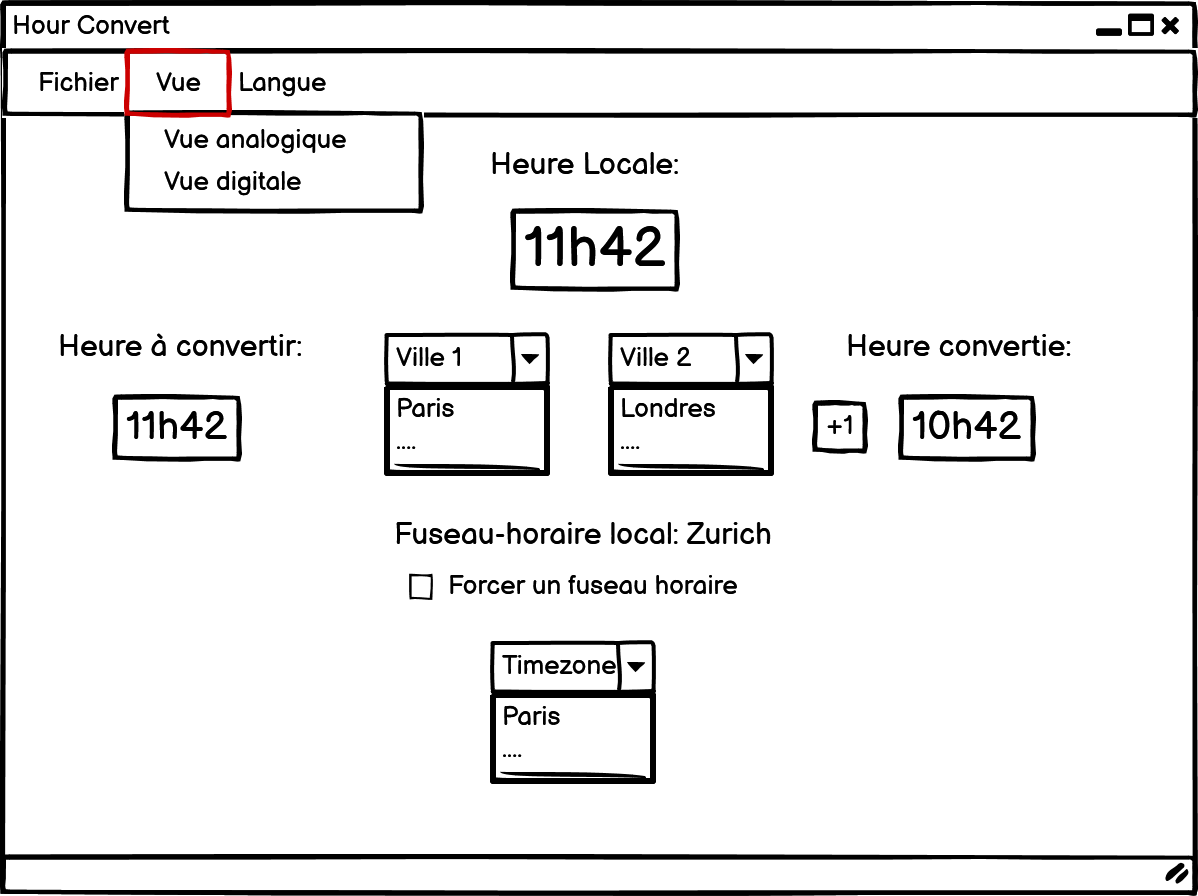 Hour Convert
Fichier Vue Langue
Vue analogique
Vue digitale
Heure Locale:
11h42
Heure à convertir:
11h42
Ville 1
Paris
....
Ville 2
Londres
....
Heure convertie:
+1
10h42
Fuseau-horaire local: Zurich
Forcer un fuseau horaire
Timezone
Paris
....